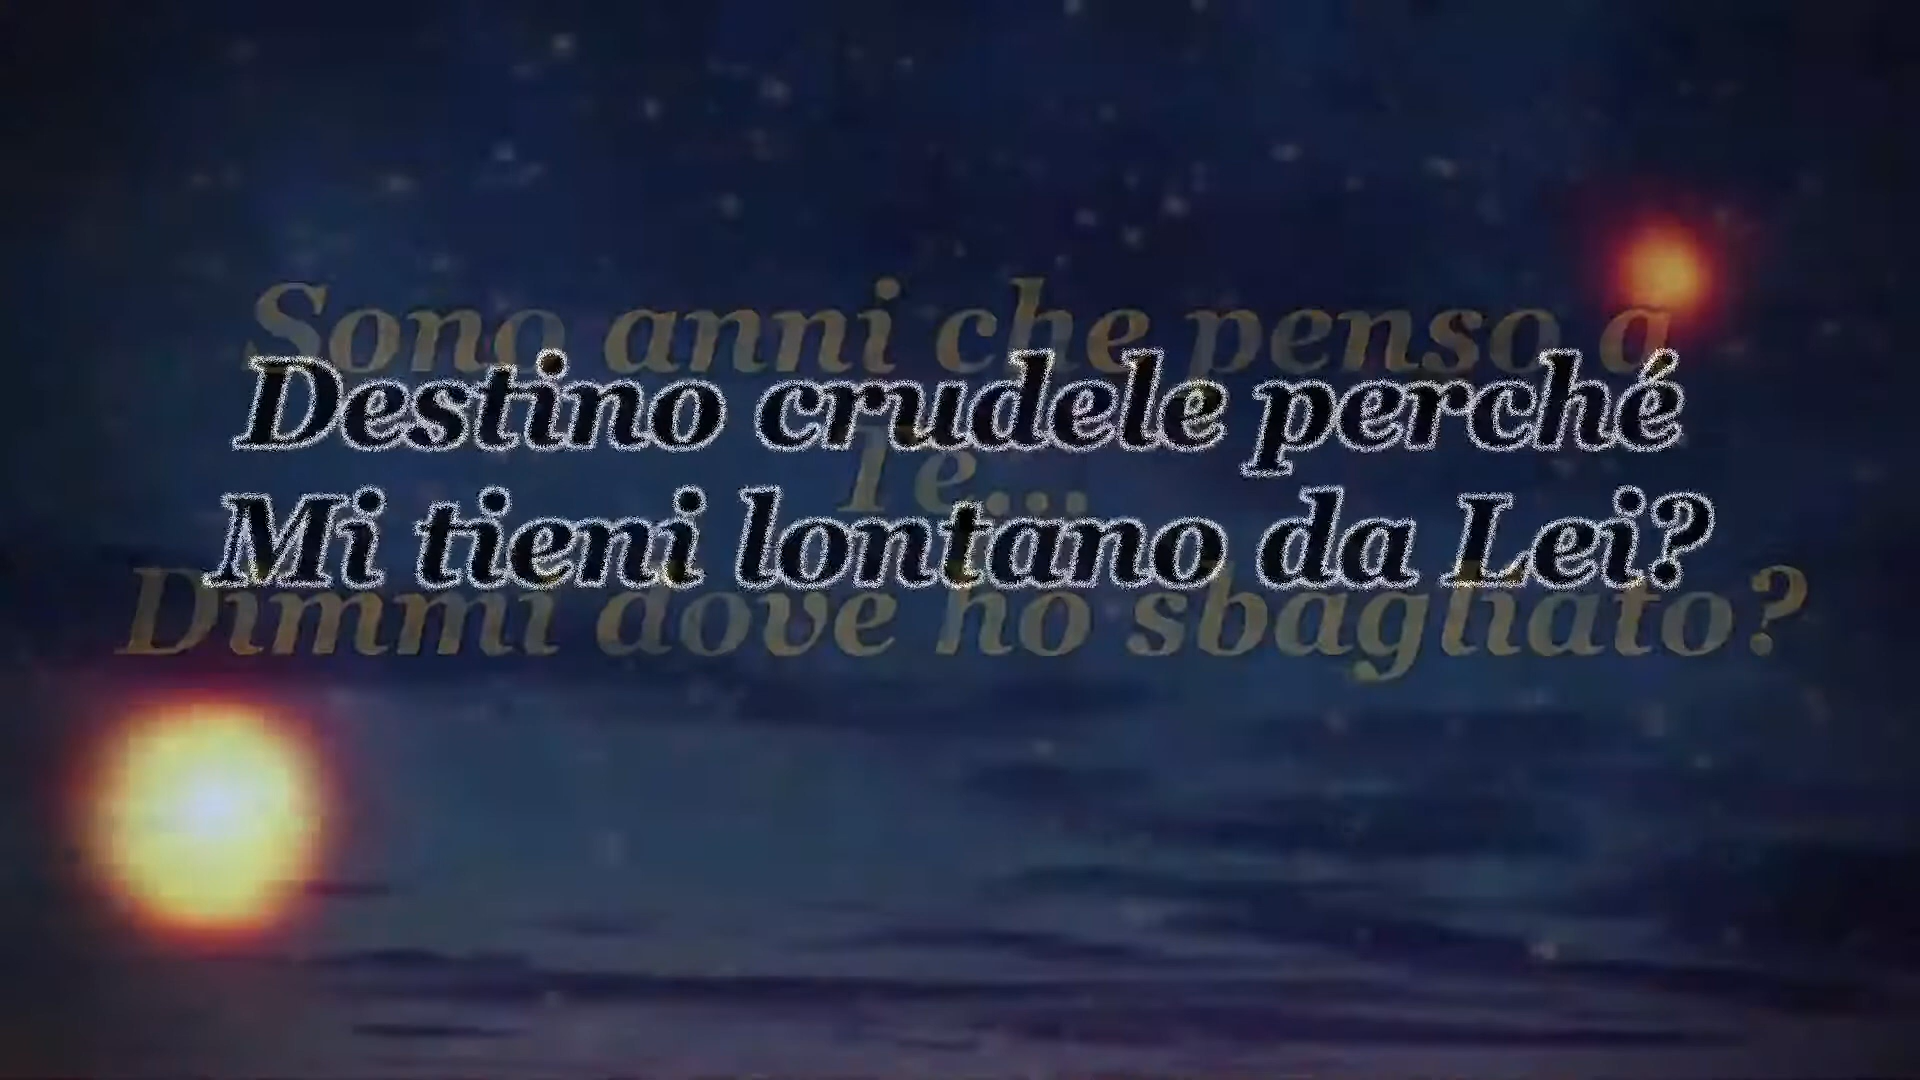 Sono anni che penso a
Destino crudele perché
Te...
Mi tieni lontano da Lei?
Dimmi dove ho sbagliato?